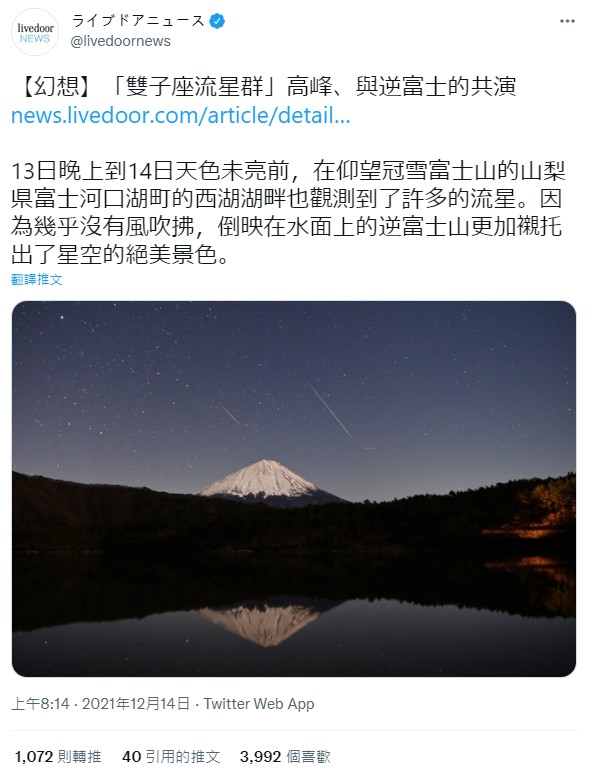 livedoor
NEWS
ライブドアニュース
@livedoornews
【幻想】「雙子座流星群」高峰、與逆富士的共演
news.livedoor.com/article/detail…
13日晚上到14日天色未亮前，在仰望冠雪富士山的山梨
県富士河口湖町的西湖湖畔也觀測到了許多的流星。因
為幾乎沒有風吹拂，倒映在水面上的逆富士山更加襯托
出了星空的絕美景色。
翻譯推文
上午8:14 · 2021年12月14日 · Twitter Web App
1,072 則轉推 40 引用的推文 3,992 個喜歡